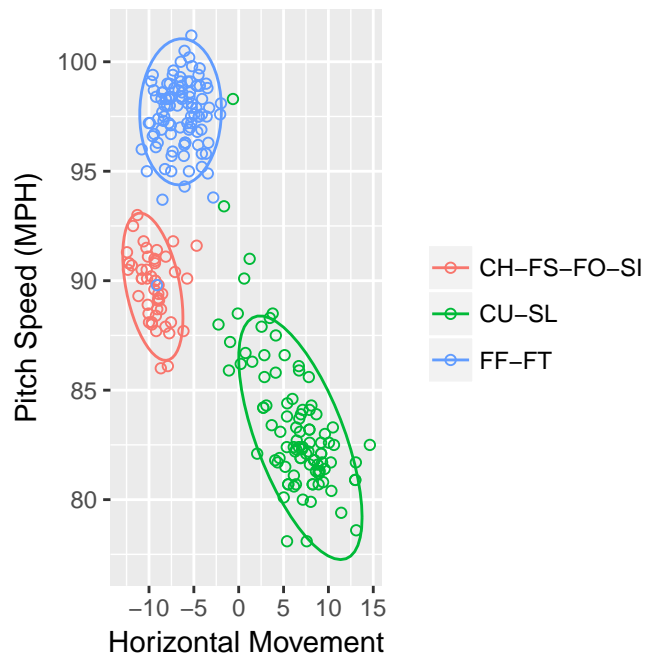 Pitch Speed (MPH)
100
95
90
85
80
−10 −5 0 5 10 15
Horizontal Movement
CH−FS−FO−SI
CU−SL
FF−FT